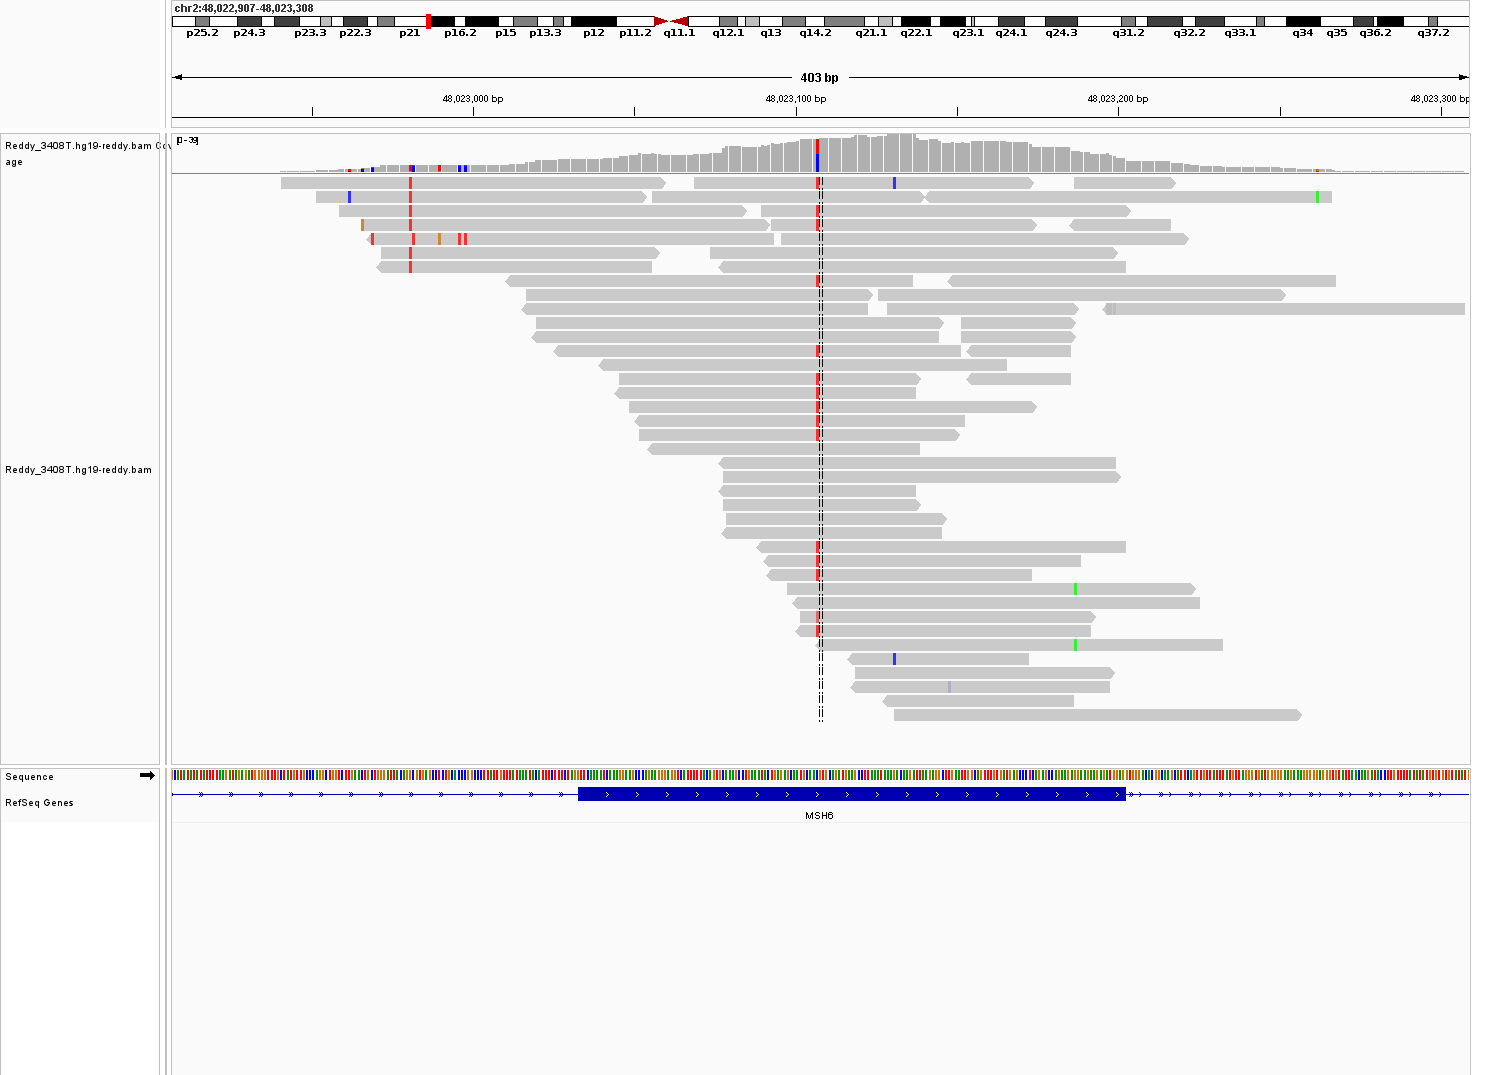 chr2:48,022,907-48,023,308
p25.2 p24.3 p23.3 p22.3 p21 p16.2 p15 p13.3 p12 p11.2 q11.1 q12.1 q13 q14.2 q21.1 q22.1 q23.1 q24.1 q24.3 q31.2 q32.2 q33.1 q34 q35 q36.2 q37.2
403 bp
48,023,000 bp 48,023,100 bp 48,023,200 bp 48,023,300 bp
Reddy_3408T.hg19-reddy.bam Cov
age
[0-39]
Reddy_3408T.hg19-reddy.bam
Sequence
RefSeq Genes
MSH6